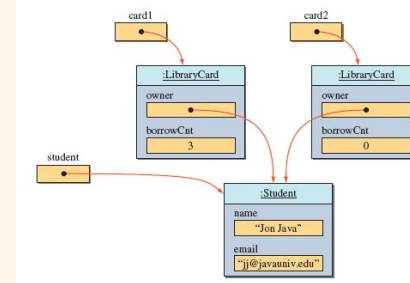 card1
card2
:LibraryCard
:LibraryCard
owner
owner
borrowCnt
borrowCnt
3
0
student
:Student
name
“Jon Java”
email
“jj@javauniv.edu”